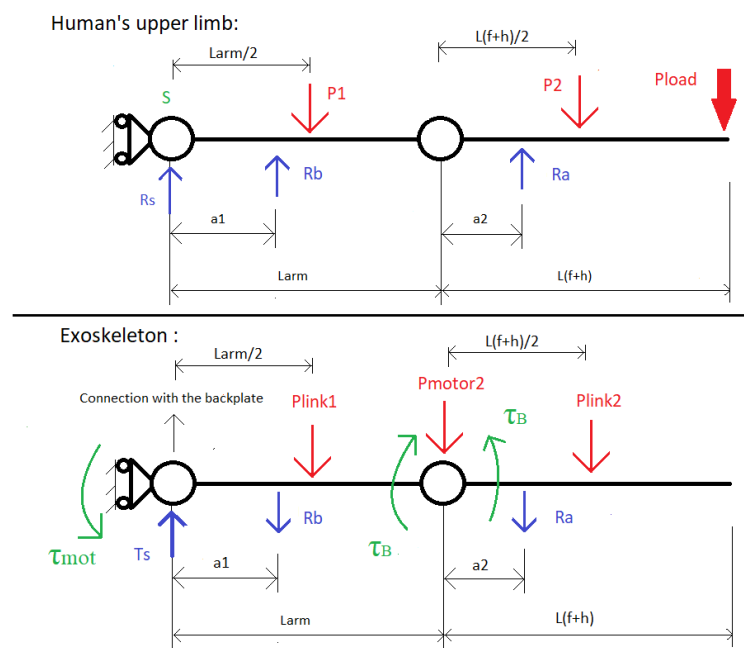 Human's upper limb:
Larm/2
L(f+h)/2
S
P1
P2
Pload
Rs
Rb
Ra
a1
a2
Larm
L(f+h)
Exoskeleton :
Larm/2
L(f+h)/2
Connection with the backplate
Plink1
Pmotor2
Plink2
τB
Rb
Ra
τmot
Ts
τB
a1
a2
Larm
L(f+h)